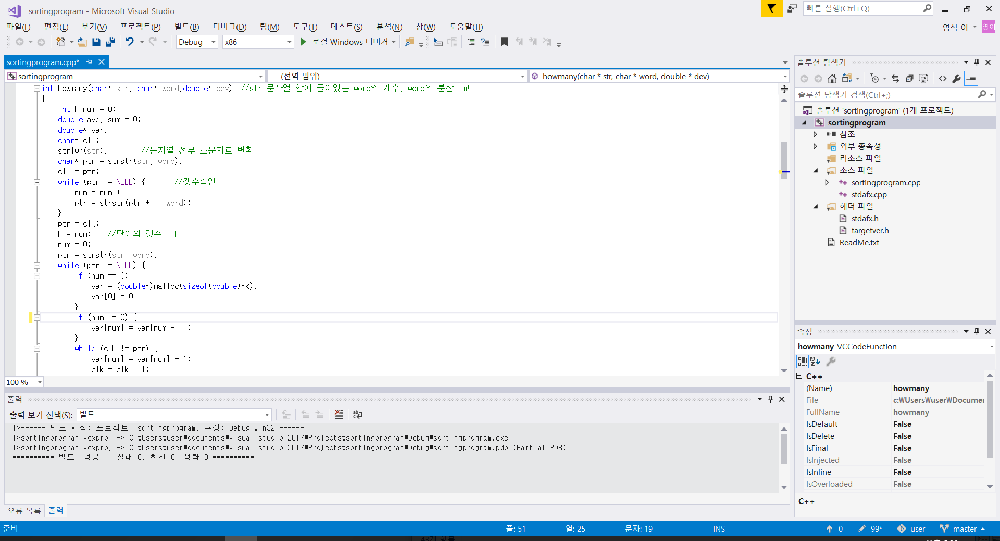 sortingprogram - Microsoft Visual Studio
빠른 실행(Ctrl+Q)
파일(F) 편집(E) 보기(V) 프로젝트(P) 빌드(B) 디버그(D) 팀(M) 도구(T) 테스트(S) 분석(N) 창(W) 도움말(H)
영석 이 영이
Debug x86 로컬 Windows 디버거
sortingprogram.cpp*
sortingprogram (전역 범위) howmany(char * str, char * word, double * dev)
int howmany(char* str, char* word,double* dev) //str 문자열 안에 들어있는 word의 개수, word의 분산비교
{
int k,num = 0;
double ave, sum = 0;
double* var;
char* clk;
strlwr(str); //문자열 전부 소문자로 변환
char* ptr = strstr(str, word);
clk = ptr;
while (ptr != NULL) { //갯수확인
num = num + 1;
ptr = strstr(ptr + 1, word);
}
ptr = clk;
k = num; //단어의 갯수는 k
num = 0;
ptr = strstr(str, word);
while (ptr != NULL) {
if (num == 0) {
var = (double*)malloc(sizeof(double)*k);
var[0] = 0;
}
if (num != 0) {
var[num] = var[num - 1];
}
while (clk != ptr) {
var[num] = var[num] + 1;
clk = clk + 1;
100 %
출력
출력 보기 선택(S): 빌드
1>------ 빌드 시작: 프로젝트: sortingprogram, 구성: Debug Win32 ------
1>sortingprogram.vcxproj -> C:₩Users₩user₩documents₩visual studio 2017₩Projects₩sortingprogram₩Debug₩sortingprogram.exe
1>sortingprogram.vcxproj -> C:₩Users₩user₩documents₩visual studio 2017₩Projects₩sortingprogram₩Debug₩sortingprogram.pdb (Partial PDB)
========== 빌드: 성공 1, 실패 0, 최신 0, 생략 0 ==========
오류 목록 출력
솔루션 탐색기
솔루션 탐색기 검색(Ctrl+;)
솔루션 'sortingprogram' (1개 프로젝트)
sortingprogram
참조
외부 종속성
리소스 파일
소스 파일
sortingprogram.cpp
stdafx.cpp
헤더 파일
stdafx.h
targetver.h
ReadMe.txt
속성
howmany VCCodeFunction
C++
(Name) howmany
File c:₩Users₩user₩Documer
FullName howmany
IsDefault False
IsDelete False
IsFinal False
IsInjected False
IsInline False
IsOverloaded False
C++
준비 줄: 51 열: 25 문자: 19 INS 0 99* user master